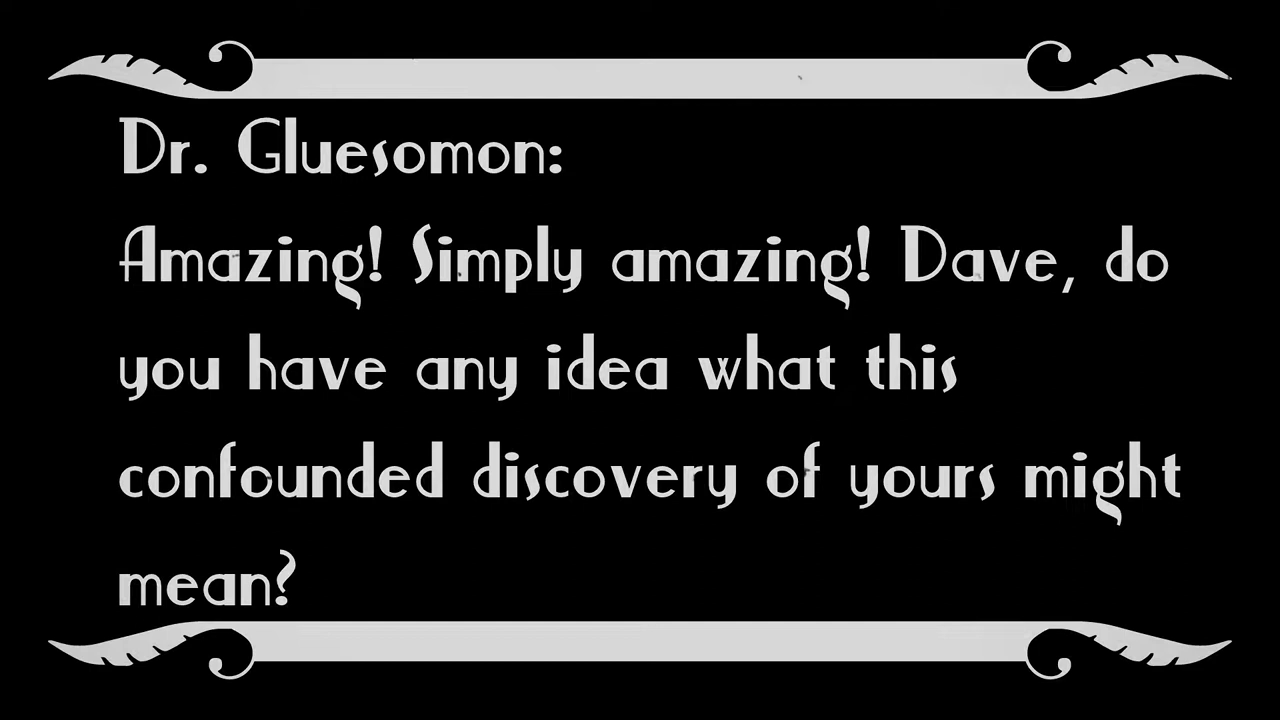 Dr. Gluesomon:
Amazing! Simply amazing! Dave, do
you have any idea what this
confounded discovery of yours might
mean?